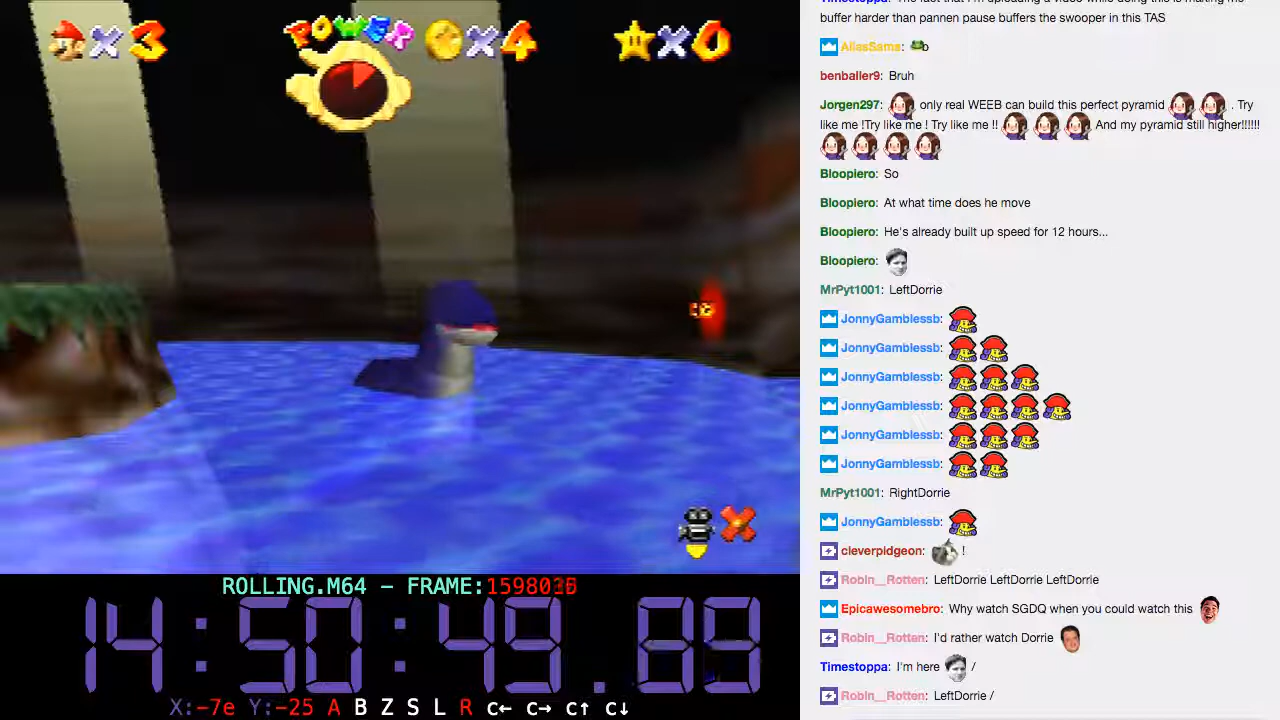 ×3 POWER ×4 ×0
ROLLING.M64 – FRAME:
14:50:49.89
X:-7e Y:-25 A B Z S L R C← C→ C↑ C↓
buffer harder than pannen pause buffers the sword in this TAS
AllasSama: b
benballer9: Bruh
Jorgen297: only real WEEB can build this perfect pyramid . Try
like me !Try like me ! Try like me !! And my pyramid still higher!!!!!!
Bloopiero: So
Bloopiero: At what time does he move
Bloopiero: He's already built up speed for 12 hours...
Bloopiero:
MrPyt1001: LeftDorrie
JonnyGamblessb:
JonnyGamblessb:
JonnyGamblessb:
JonnyGamblessb:
JonnyGamblessb:
JonnyGamblessb:
MrPyt1001: RightDorrie
JonnyGamblessb:
cleverpidgeon: !
Robin__Rotten: LeftDorrie LeftDorrie LeftDorrie
Epicawesomebro: Why watch SGDQ when you could watch this
Robin__Rotten: I'd rather watch Dorrie
Timestoppa: I'm here /
Robin__Rotten: LeftDorrie /